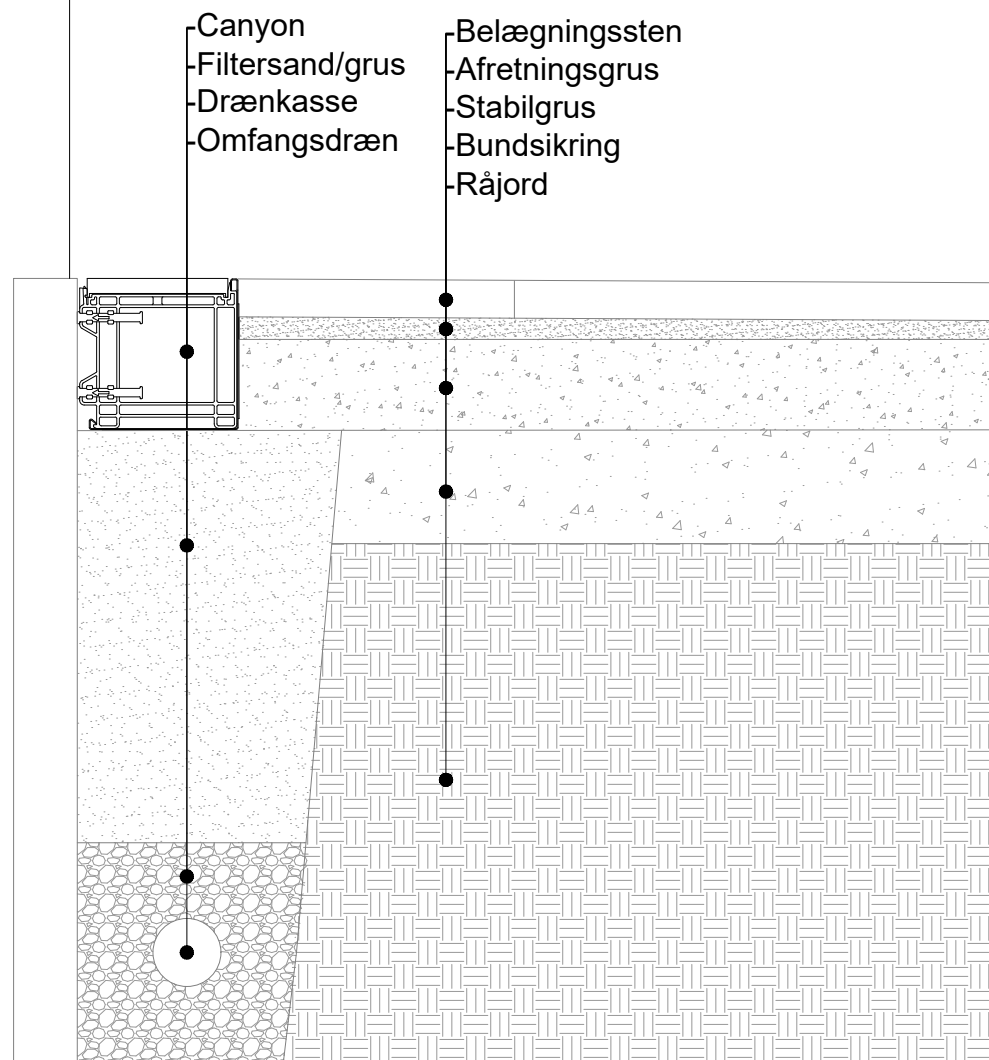 Canyon
Filtersand/grus
Drænkasse
Omfangsdræn
Belægningssten
Afretningsgrus
Stabilgrus
Bundsikring
Råjord